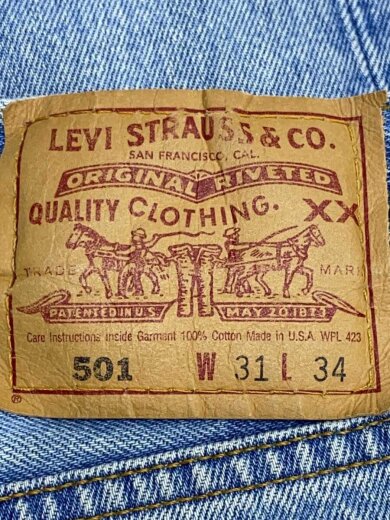 LEVI STRAUSS & CO.
SAN FRANCISCO, CAL.
ORIGINAL RIVETED
QUALITY CLOTHING. XX
TRADE MARK
PATENTED IN U.S. MAY 20 1873
Care Instructions Inside Garment 100% Cotton Made in U.S.A. WPL 423
501 W 31 L 34
®